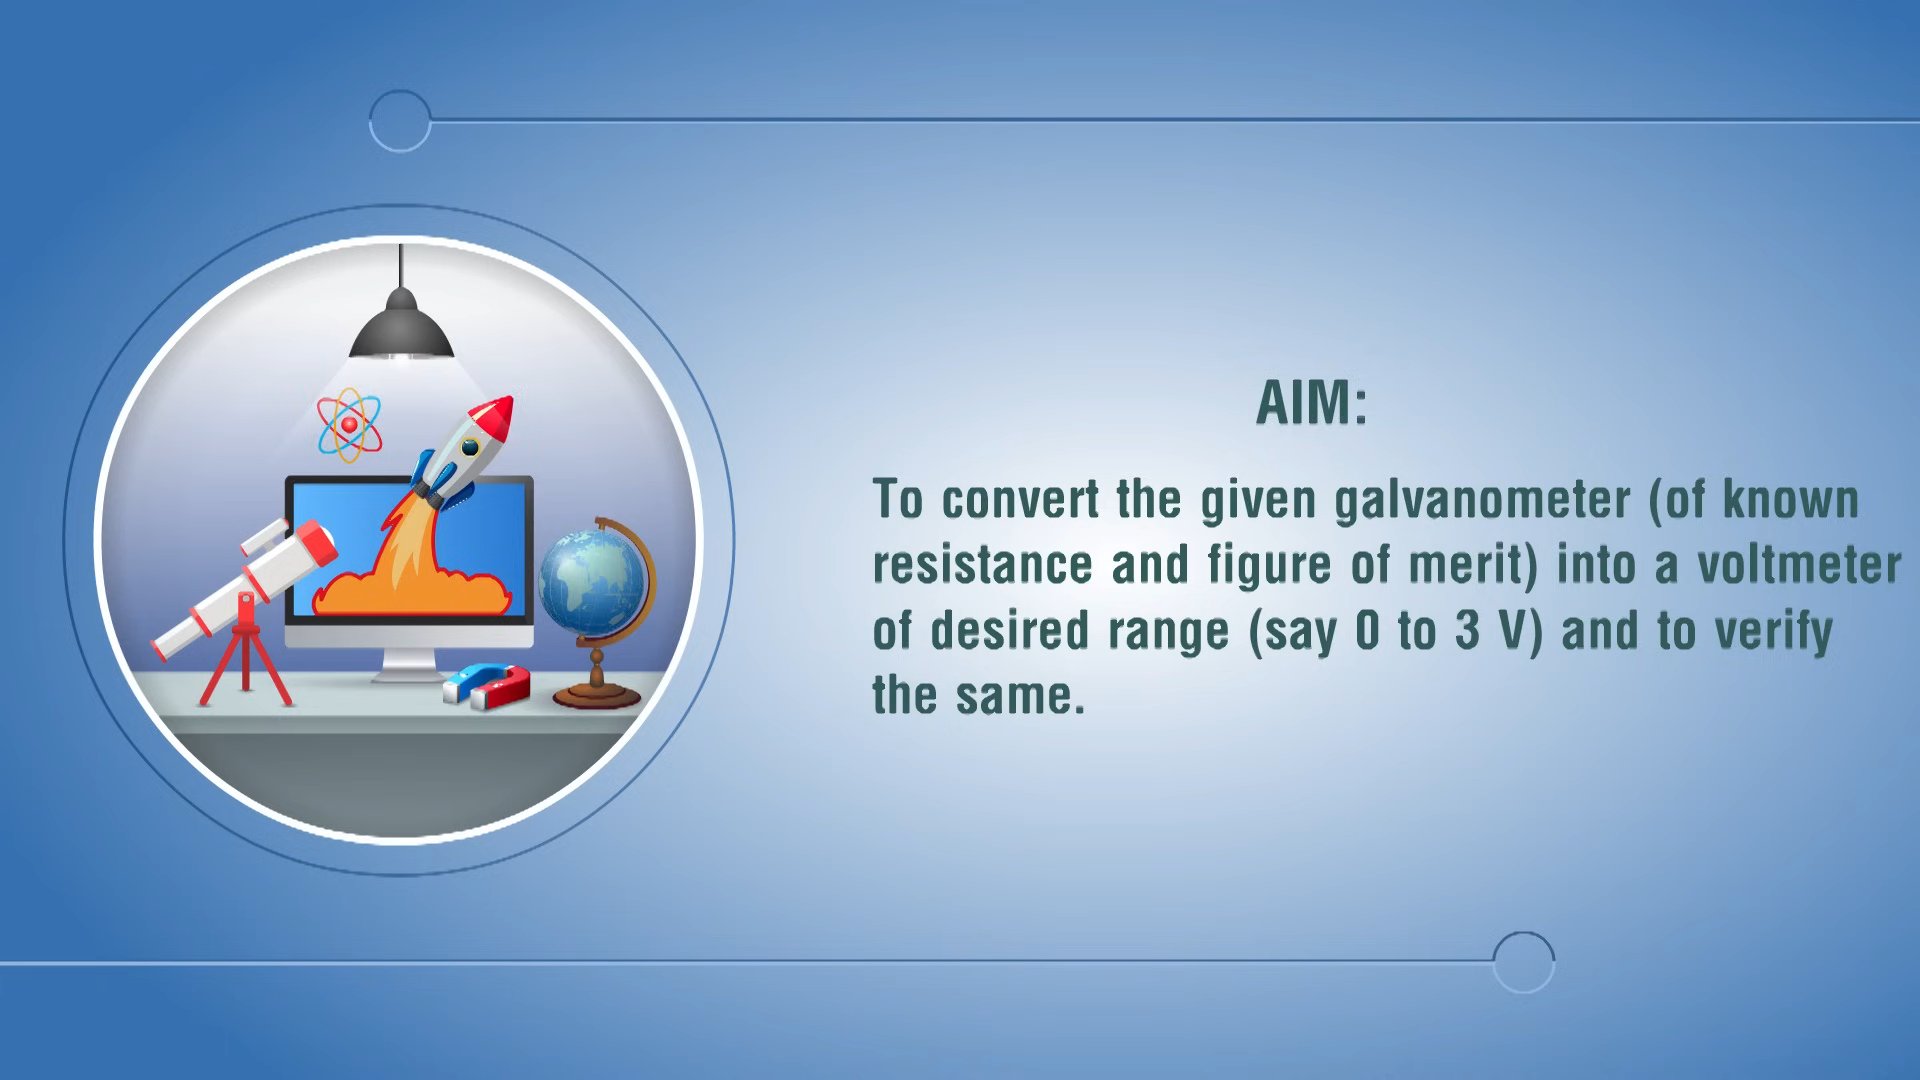 AIM:
To convert the given galvanometer (of known
resistance and figure of merit) into a voltmeter
of desired range (say 0 to 3 V) and to verify
the same.